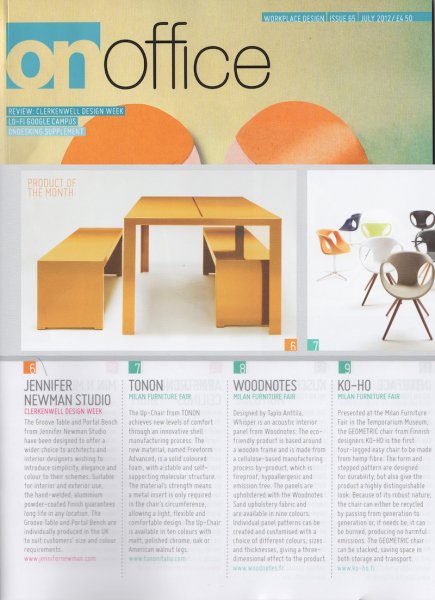 on office
WORKPLACE DESIGN | ISSUE 65 | JULY 2012 / £4.50
REVIEW: CLERKENWELL DESIGN WEEK
LO-FI GOOGLE CAMPUS
ONDESKING SUPPLEMENT
PRODUCT OF
THE MONTH
6
7
6
JENNIFER
NEWMAN STUDIO
CLERKENWELL DESIGN WEEK
The Groove Table and Portal Bench
from Jennifer Newman Studio
have been designed to offer a
wider choice to architects and
interior designers wishing to
introduce simplicity, elegance and
colour to their schemes. Suitable
for interior and exterior use,
the hand-welded, aluminium
powder-coated finish guarantees
long life in any location. The
Groove Table and Portal Bench are
individually produced in the UK
to suit customers' size and colour
requirements.
www.jennifernewman.com
7
TONON
MILAN FURNITURE FAIR
The Up-Chair from TONON
achieves new levels of comfort
through an innovative shell
manufacturing process. The
new material, named Freeform
Advanced, is a solid coloured
foam, with a stable and self-
supporting molecular structure.
The material's strength means
a metal insert is only required
in the chair's circumference,
allowing a light, flexible and
comfortable design. The Up-Chair
is available in ten colours with
matt, polished chrome, oak or
American walnut legs.
www.tononitalia.com
8
WOODNOTES
MILAN FURNITURE FAIR
Designed by Tapio Anttila,
Whisper is an acoustic interior
panel from Woodnotes. The eco-
friendly product is based around
a wooden frame and is made from
a cellulose-based manufacturing
process by-product, which is
fireproof, hypoallergenic and
emission-free. The panels are
upholstered with the Woodnotes
Sand upholstery fabric and
are available in nine colours.
Individual panel patterns can be
created and customised with a
choice of different colours, sizes
and thicknesses, giving a three-
dimensional effect to the product
www.woodnotes.fi
9
KO-HO
MILAN FURNITURE FAIR
Presented at the Milan Furniture
Fair in the Temporarium Museum,
the GEOMETRIC chair from Finnish
designers KO-HO is the first
four-legged easy chair to be made
from hemp fibre. The form and
stepped pattern are designed
for durability, but also give the
product a highly distinguishable
look. Because of its robust nature,
the chair can either be recycled
by passing from generation to
generation or, if needs be, it can
be burned, producing no harmful
emissions. The GEOMETRIC chair
can be stacked, saving space in
both storage and transport.
www.ko-ho.fi